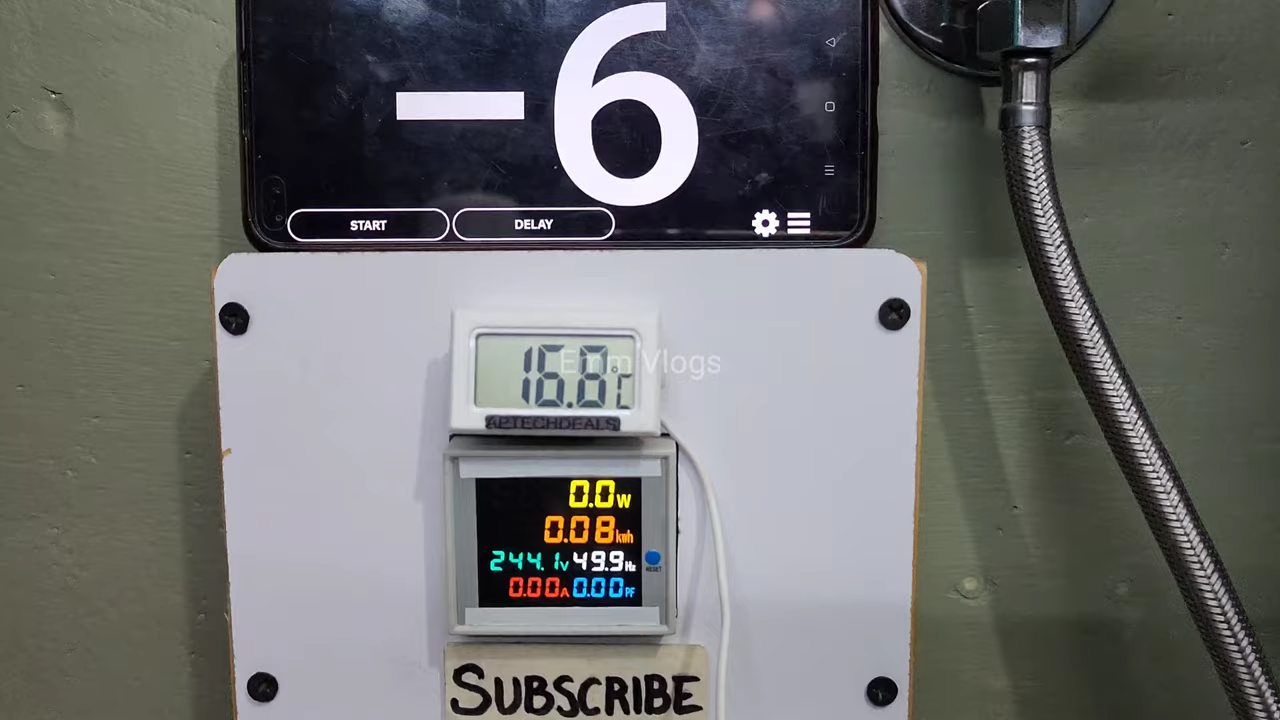 -6
START DELAY
16.8°C
Emm Vlogs
APTECHDEALS
0.0W
0.08kwh
244.1V 49.9Hz
RESET
0.00A 0.00PF
SUBSCRIBE